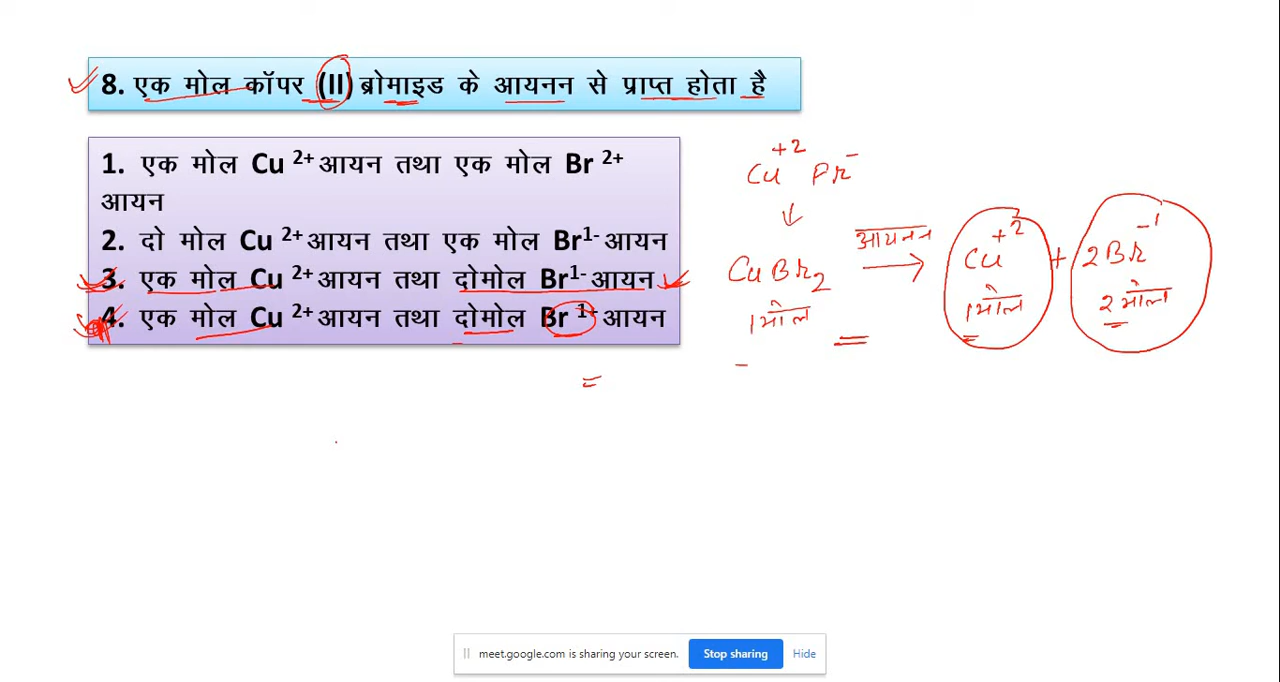 8. एक मोल कॉपर (II) ब्रोमाइड के आयनन से प्राप्त होता है
1. एक मोल Cu 2+ आयन तथा एक मोल Br 2+
आयन
2. दो मोल Cu 2+ आयन तथा एक मोल Br1- आयन
3. एक मोल Cu 2+ आयन तथा दोमोल Br1- आयन
4. एक मोल Cu 2+ आयन तथा दोमोल Br 1+ आयन
Cu+2 Br-
↓
CuBr2 आयनन → Cu+2 + 2Br-1
1मोल = 1मोल 2 मोल
meet.google.com is sharing your screen. Stop sharing Hide